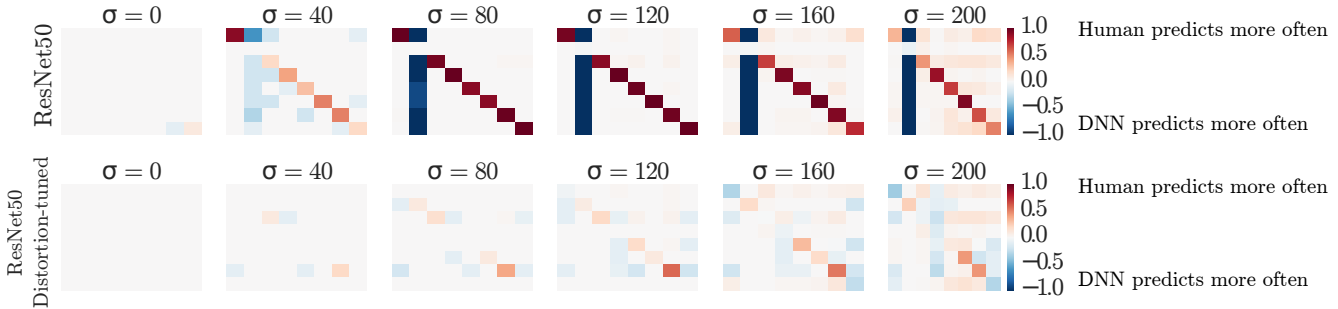 σ = 0 σ = 40 σ = 80 σ = 120 σ = 160 σ = 200
ResNet50
1.0
0.5
0.0
−0.5
−1.0
Human predicts more often
DNN predicts more often
σ = 0 σ = 40 σ = 80 σ = 120 σ = 160 σ = 200
ResNet50
Distortion-tuned
1.0
0.5
0.0
−0.5
−1.0
Human predicts more often
DNN predicts more often